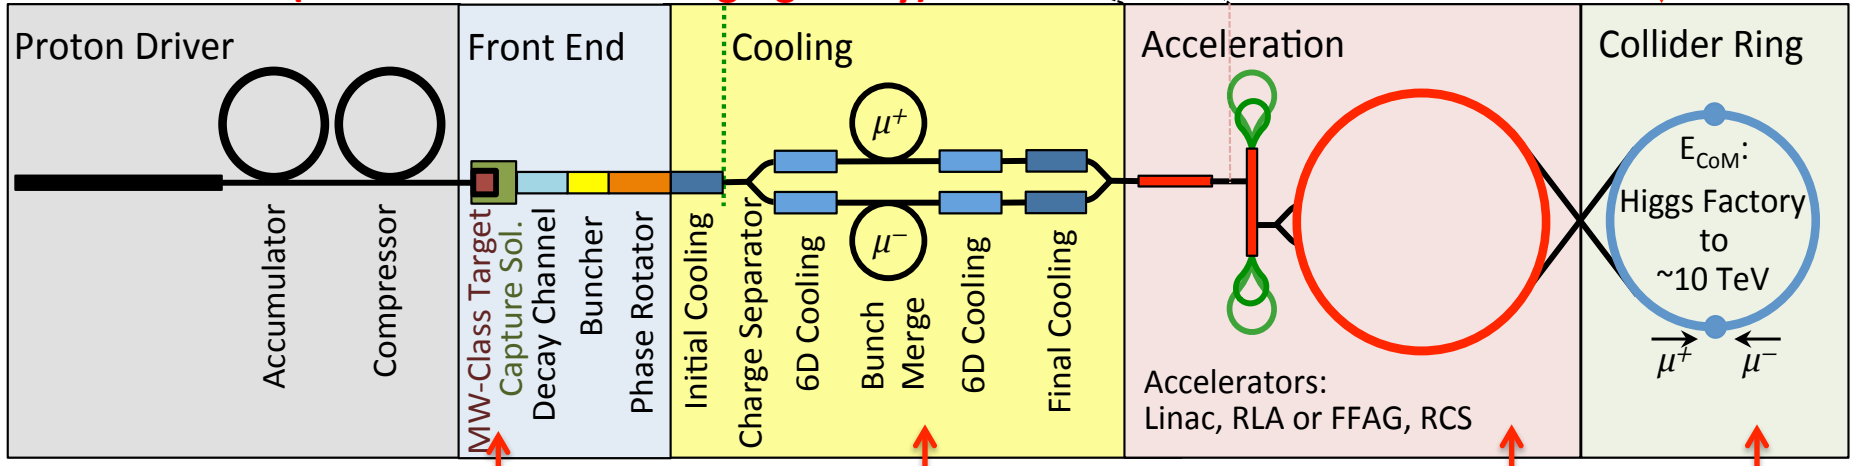 Proton Driver
Front End
Cooling
Acceleration
Collider Ring
μ+
μ−
Accumulator
Compressor
MW-Class Target
Capture Sol.
Decay Channel
Buncher
Phase Rotator
Initial Cooling
Charge Separator
6D Cooling
Bunch
Merge
6D Cooling
Final Cooling
Accelerators:
Linac, RLA or FFAG, RCS
ECoM:
Higgs Factory
to
~10 TeV
μ+
μ−